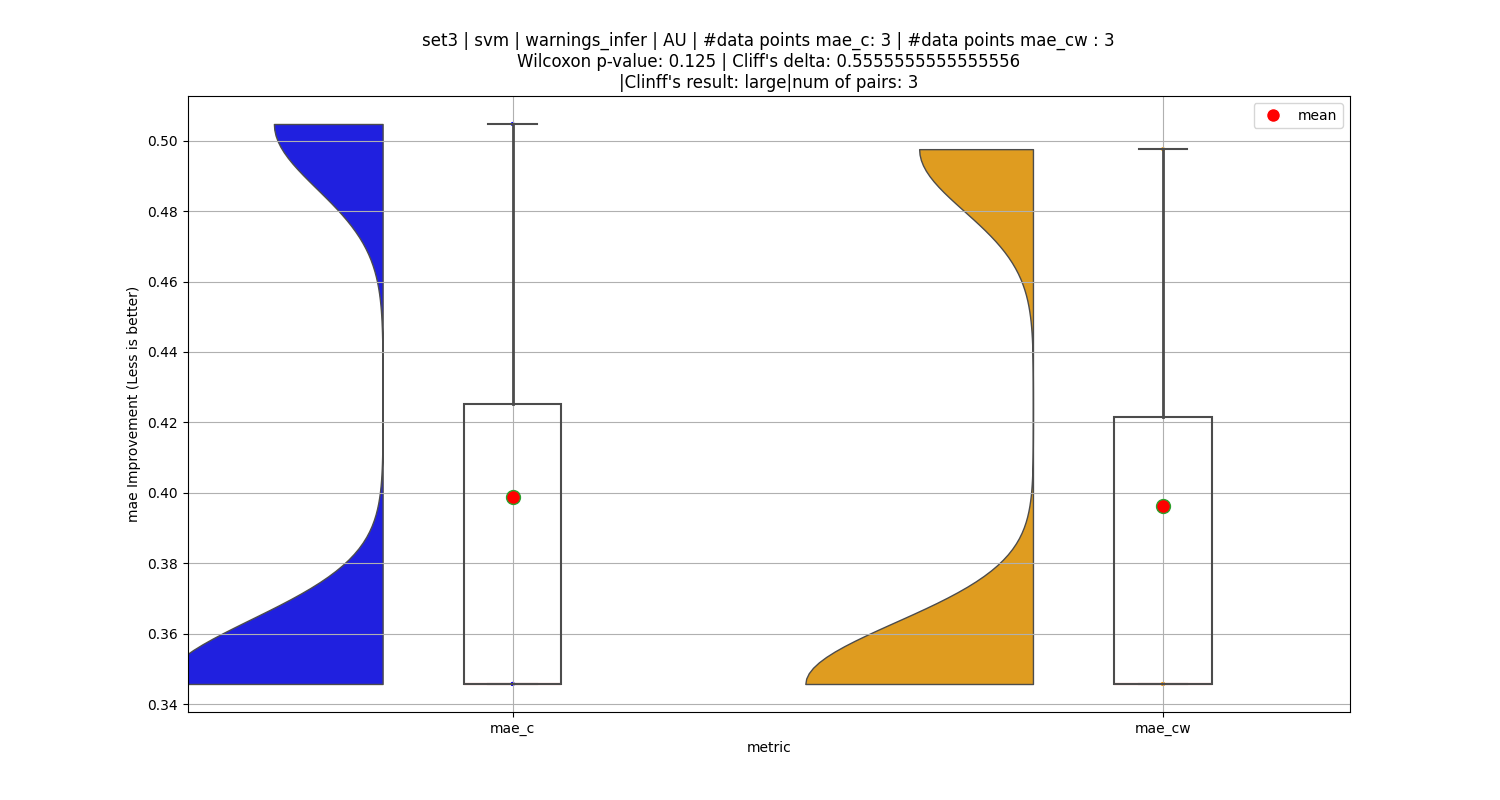 set3 | svm | warnings_infer | AU | #data points mae_c: 3 | #data points mae_cw : 3
Wilcoxon p-value: 0.125 | Cliff's delta: 0.5555555555555556
|Clinff's result: large|num of pairs: 3
mean
mae Improvement (Less is better)
0.50
0.48
0.46
0.44
0.42
0.40
0.38
0.36
0.34
mae_c
mae_cw
metric